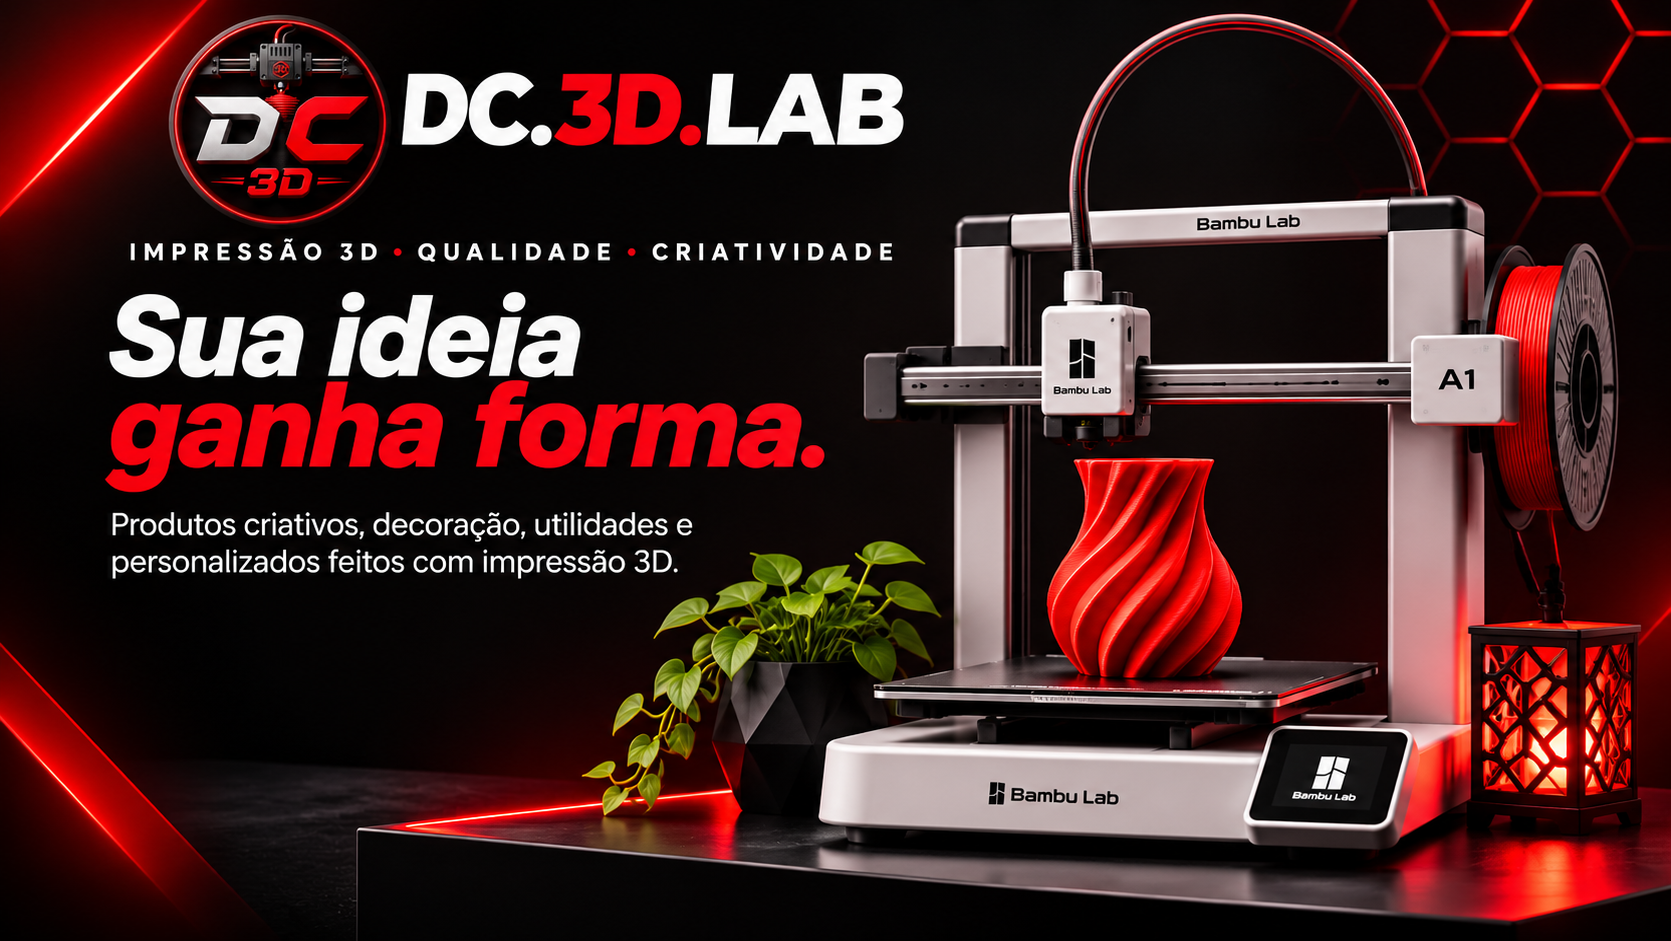 DC
3D
DC.3D.LAB
IMPRESSÃO 3D • QUALIDADE • CRIATIVIDADE
Sua ideia
ganha forma.
Produtos criativos, decoração, utilidades e
personalizados feitos com impressão 3D.
Bambu Lab
Bambu Lab
A1
Bambu Lab
Bambu Lab